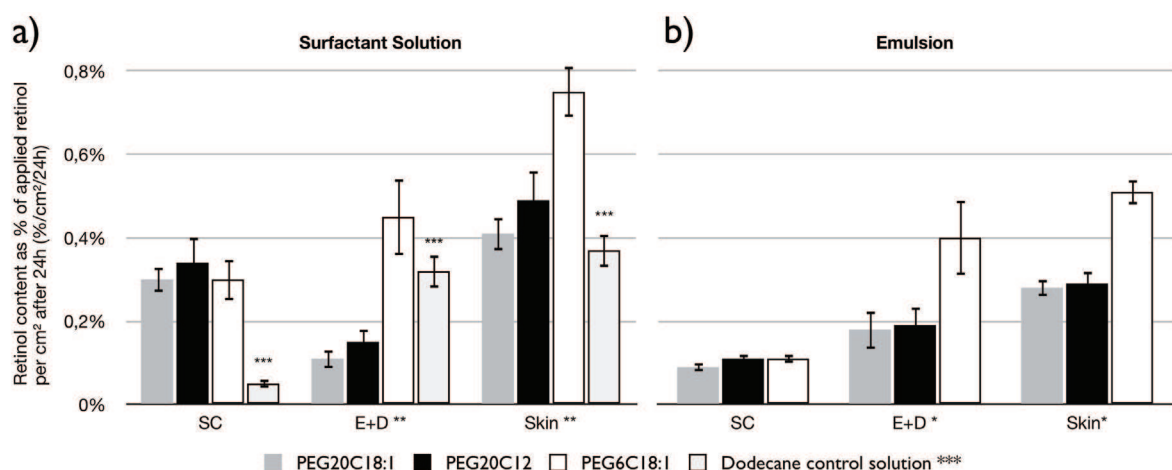 a)
Surfactant Solution
b)
Emulsion
Retinol content as % of applied retinol
per cm² after 24h (%/cm²/24h)
0,8%
0,6%
0,4%
0,2%
0%
***
***
***
SC
E+D **
Skin **
SC
E+D *
Skin*
PEG20C18:1 PEG20C12 PEG6C18:1 Dodecane control solution ***